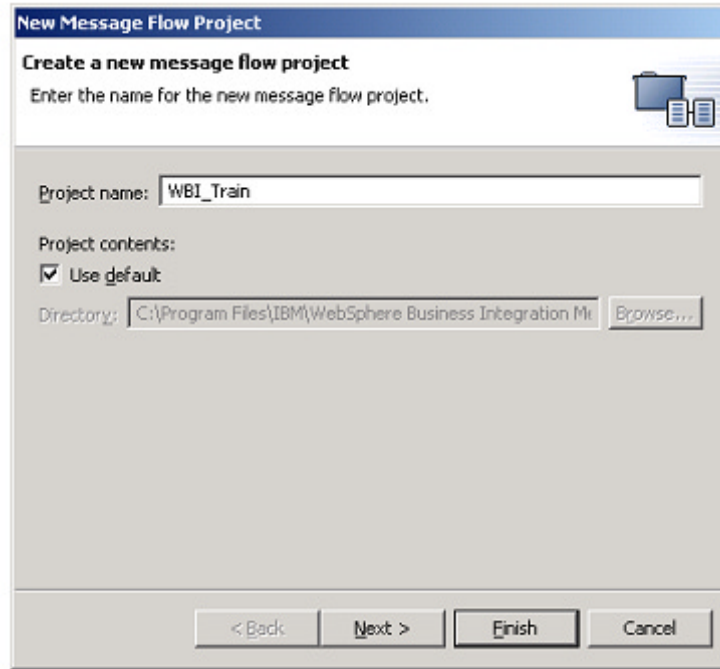 New Message Flow Project
Create a new message flow project
Enter the name for the new message flow project.
Project name: WBI_Train
Project contents:
Use default
Directory: C:\Program Files\IBM\WebSphere Business Integration Me Browse...
< Back Next > Finish Cancel